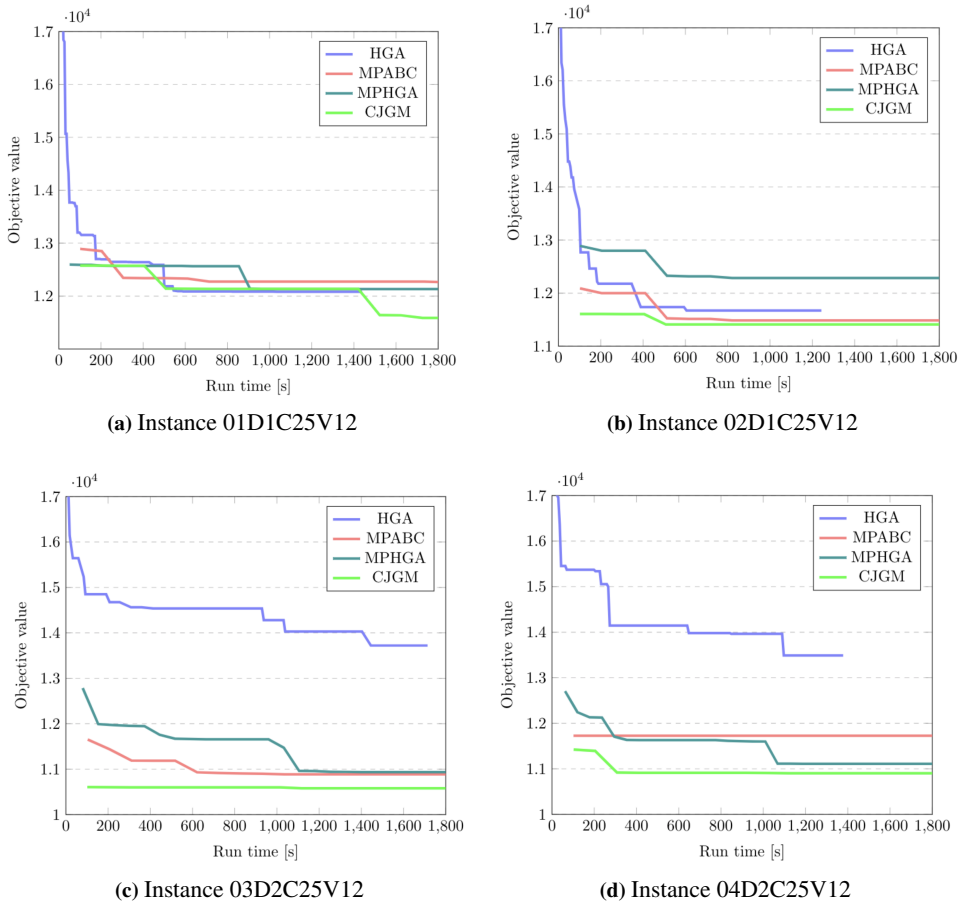 ·10⁴
1.7
1.6
1.5
1.4
1.3
1.2
Objective value
HGA
MPABC
MPHGA
CJGM
0 200 400 600 800 1,000 1,200 1,400 1,600 1,800
Run time [s]
(a) Instance 01D1C25V12
·10⁴
1.7
1.6
1.5
1.4
1.3
1.2
1.1
Objective value
HGA
MPABC
MPHGA
CJGM
0 200 400 600 800 1,000 1,200 1,400 1,600 1,800
Run time [s]
(b) Instance 02D1C25V12
·10⁴
1.7
1.6
1.5
1.4
1.3
1.2
1.1
1
Objective value
HGA
MPABC
MPHGA
CJGM
0 200 400 600 800 1,000 1,200 1,400 1,600 1,800
Run time [s]
(c) Instance 03D2C25V12
·10⁴
1.7
1.6
1.5
1.4
1.3
1.2
1.1
1
Objective value
HGA
MPABC
MPHGA
CJGM
0 200 400 600 800 1,000 1,200 1,400 1,600 1,800
Run time [s]
(d) Instance 04D2C25V12